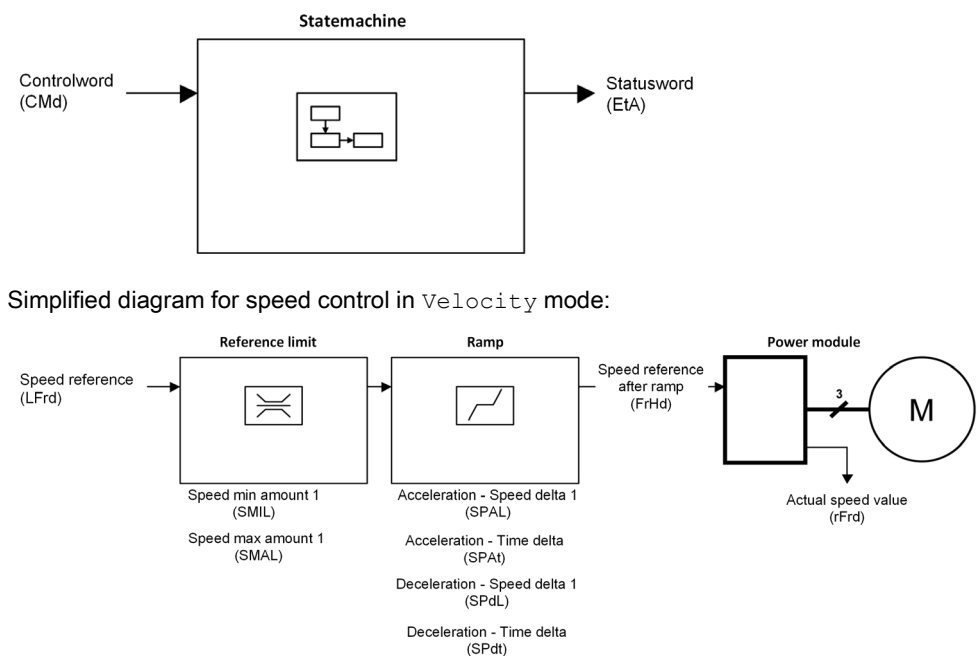 Statemachine
Controlword
(CMd)
Statusword
(EtA)
Simplified diagram for speed control in Velocity mode:
Reference limit
Ramp
Power module
Speed reference
(LFrd)
Speed reference
after ramp
(FrHd)
3
M
Speed min amount 1
(SMIL)
Speed max amount 1
(SMAL)
Acceleration - Speed delta 1
(SPAL)
Acceleration - Time delta
(SPAt)
Deceleration - Speed delta 1
(SPdL)
Deceleration - Time delta
(SPdt)
Actual speed value
(rFrd)